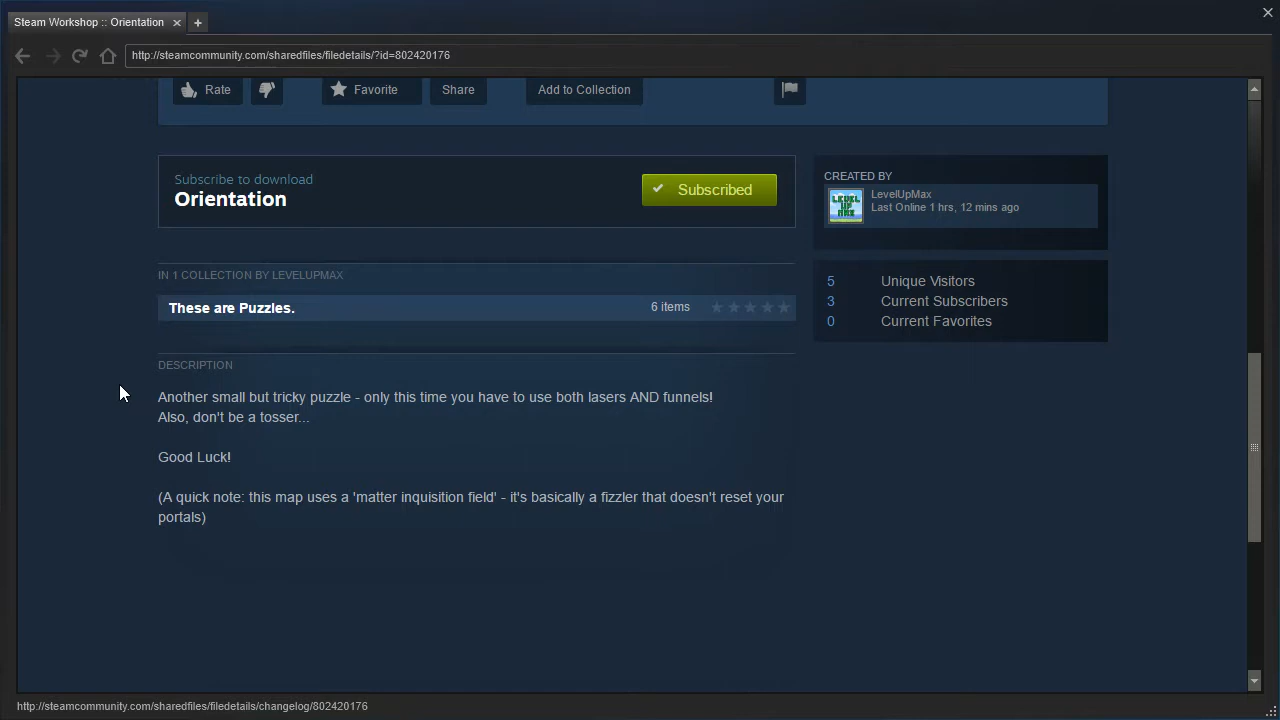 Steam Workshop :: Orientation
http://steamcommunity.com/sharedfiles/filedetails/?id=802420176
Rate
Favorite
Share
Add to Collection
Subscribe to download
Orientation
Subscribed
CREATED BY
LevelUpMax
Last Online 1 hrs, 12 mins ago
LEVEL
UP
MAX
IN 1 COLLECTION BY LEVELUPMAX
These are Puzzles.
6 items
5 Unique Visitors
3 Current Subscribers
0 Current Favorites
DESCRIPTION
Another small but tricky puzzle - only this time you have to use both lasers AND funnels!
Also, don't be a tosser...
Good Luck!
(A quick note: this map uses a 'matter inquisition field' - it's basically a fizzler that doesn't reset your
portals)
http://steamcommunity.com/sharedfiles/filedetails/changelog/802420176